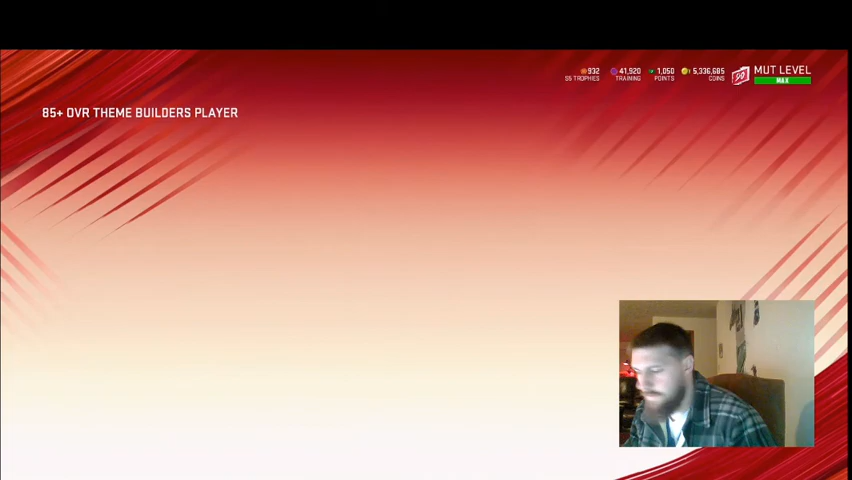 932
55 TROPHIES
41,920
TRAINING
1,050
POINTS
5,336,685
COINS
MUT LEVEL
MAX
85+ OVR THEME BUILDERS PLAYER